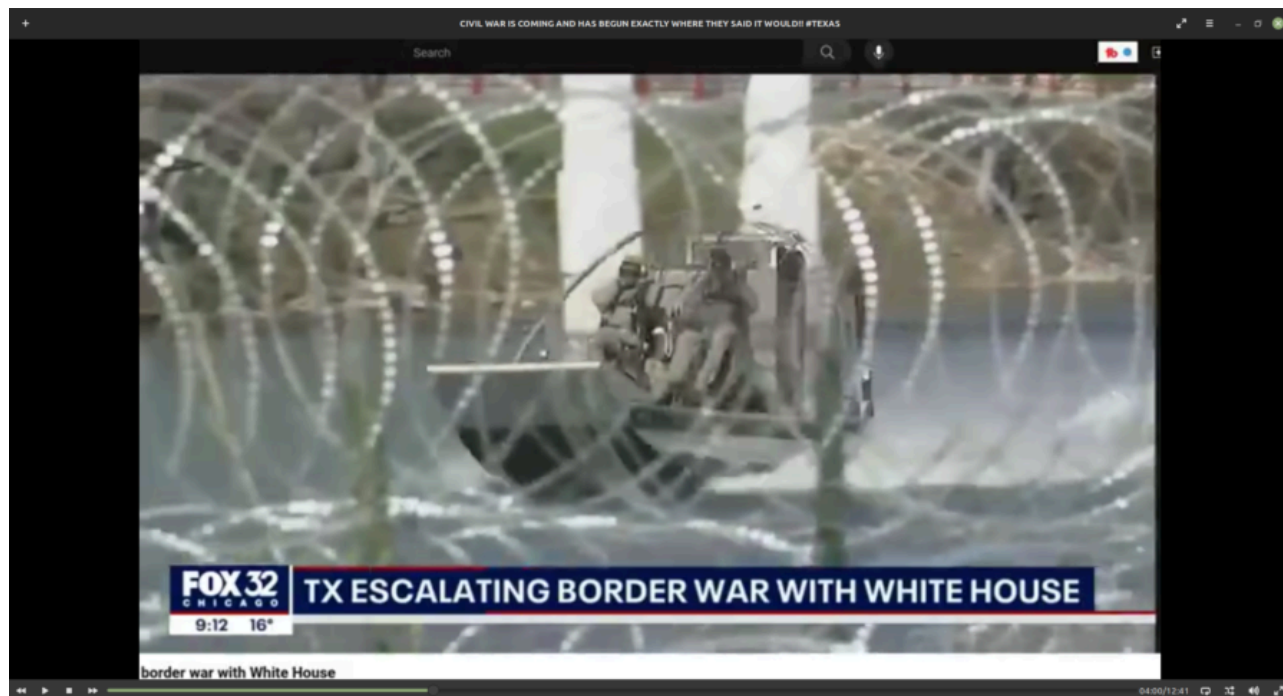 CIVIL WAR IS COMING AND HAS BEGUN EXACTLY WHERE THEY SAID IT WOULD!! #TEXAS
Search
FOX 32
CHICAGO
TX ESCALATING BORDER WAR WITH WHITE HOUSE
9:12 16°
border war with White House
04:00/12:41